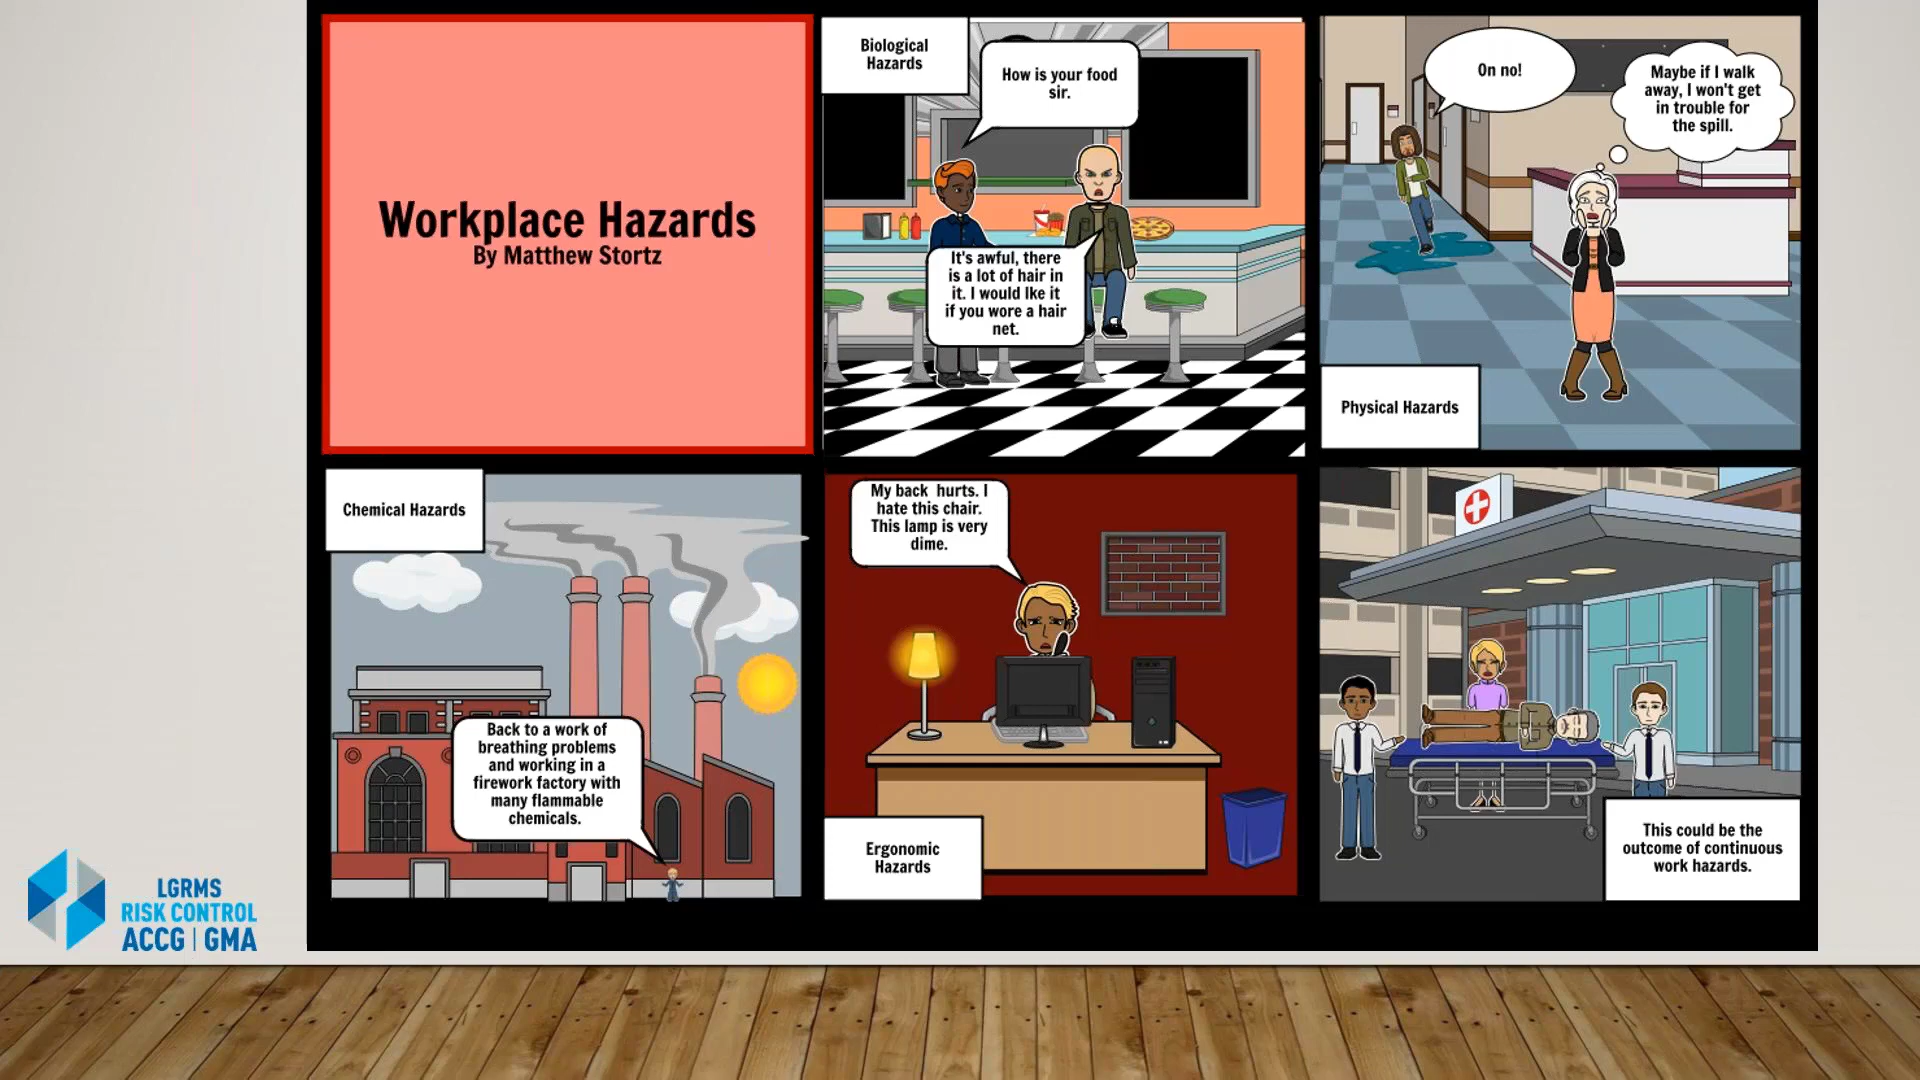 Workplace Hazards
By Matthew Stortz
Biological
Hazards
How is your food
sir.
It's awful, there
is a lot of hair in
it. I would lke it
if you wore a hair
net.
On no!
Maybe if I walk
away, I won't get
in trouble for
the spill.
Physical Hazards
Chemical Hazards
Back to a work of
breathing problems
and working in a
firework factory with
many flammable
chemicals.
My back hurts. I
hate this chair.
This lamp is very
dime.
Ergonomic
Hazards
This could be the
outcome of continuous
work hazards.
LGRMS
RISK CONTROL
ACCG | GMA